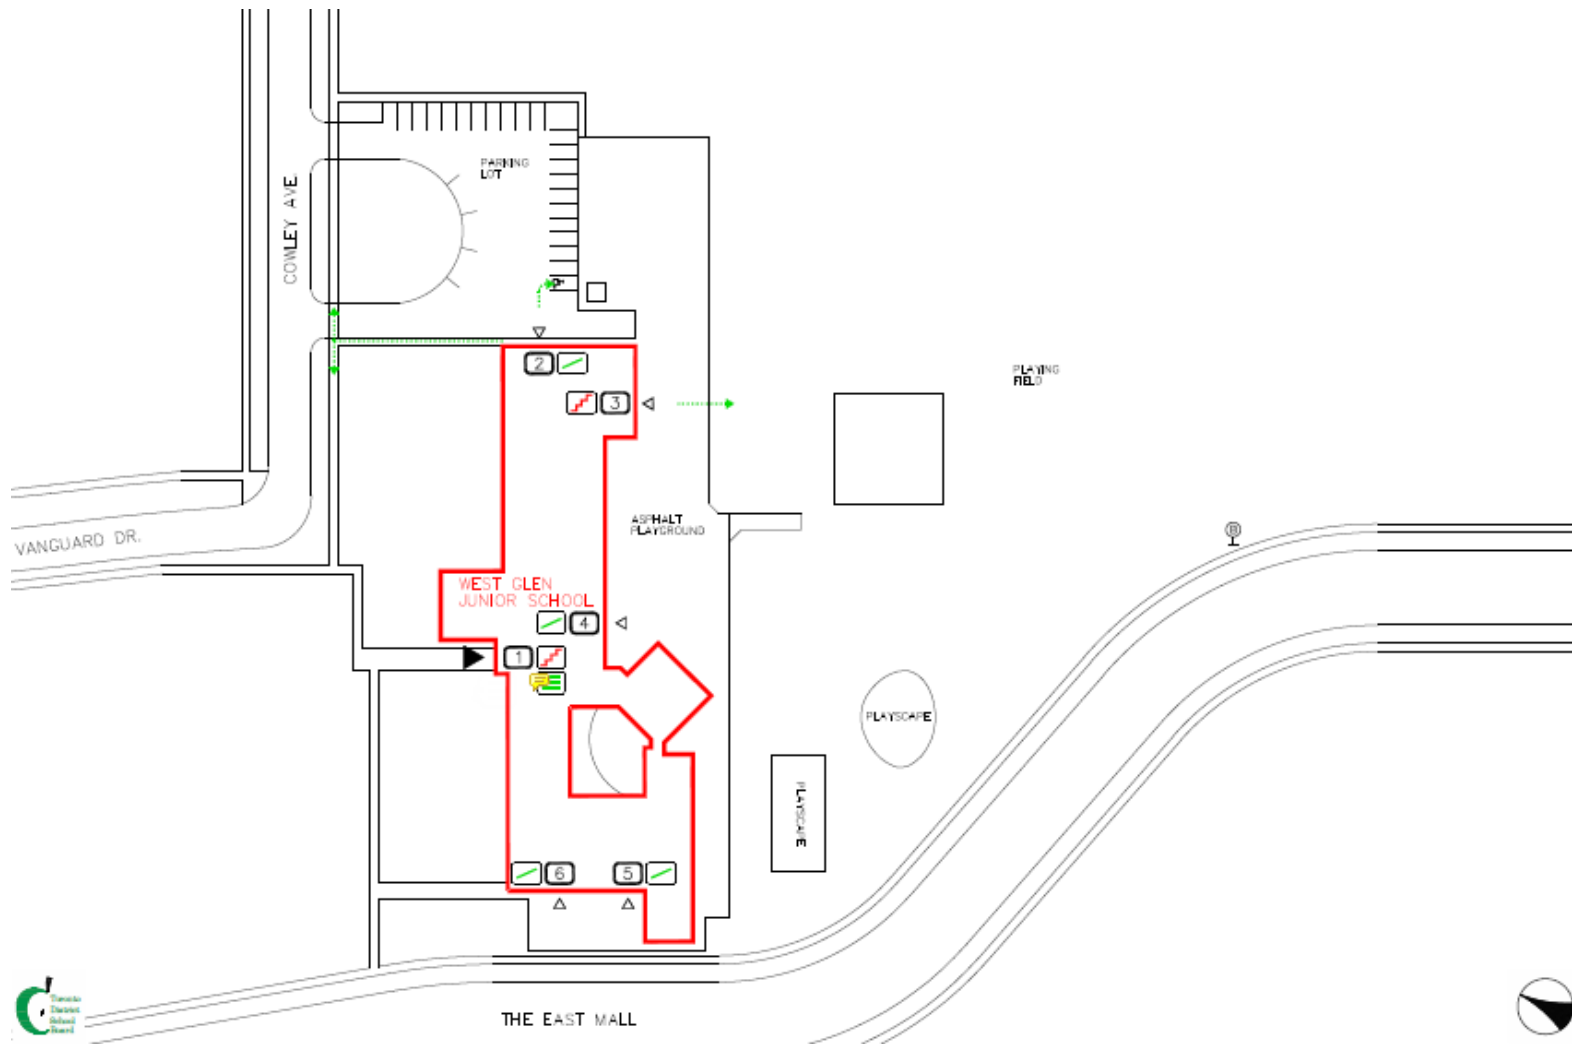 PARKING
LOT
COWLEY AVE.
2
3
PLAYING
FIELD
ASPHALT
PLAYGROUND
VANGUARD DR.
WEST GLEN
JUNIOR SCHOOL
4
1
PLAYSCAPE
PLAYSCAPE
6
5
Toronto
District
School
Board
THE EAST MALL